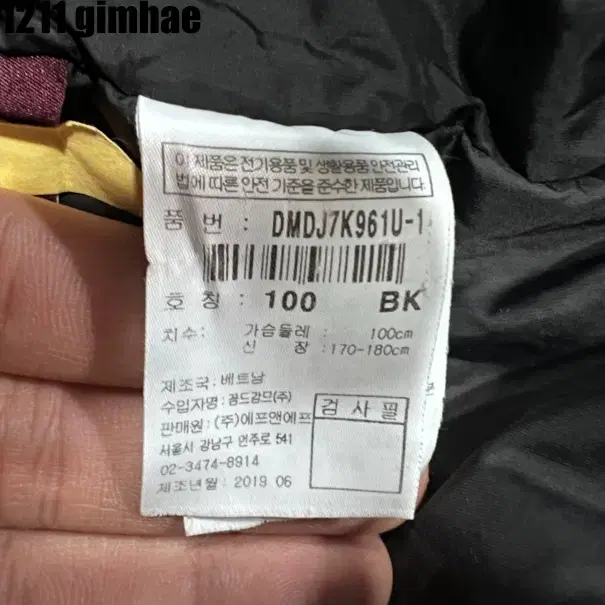 1211 gimhae
이 제품은 전기용품 및 생활용품 안전관리
법에 따른 안전 기준을 준수한 제품입니다.
품 번 : DMDJ7K961U-1
호 칭 : 100 BK
치수: 가슴둘레 : 100cm
신 장 : 170-180cm
제조국: 베트남
수입자명: 꿈드감므(주)
판매원: (주)에프앤에프
서울시 강남구 언주로 541
02-3474-8914
제조년월: 2019 06
검 사 필